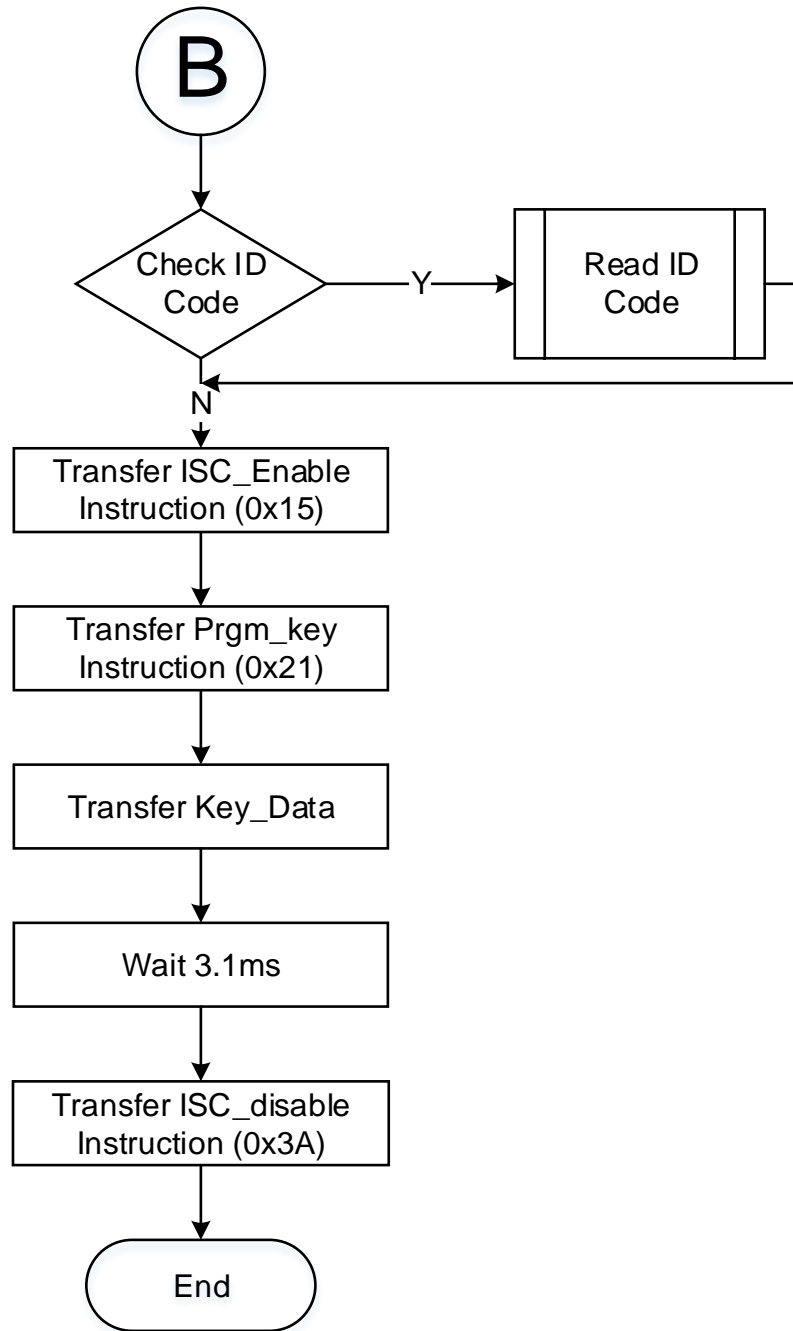 B
Check ID
Code
Y
Read ID
Code
N
Transfer ISC_Enable
Instruction (0x15)
Transfer Prgm_key
Instruction (0x21)
Transfer Key_Data
Wait 3.1ms
Transfer ISC_disable
Instruction (0x3A)
End